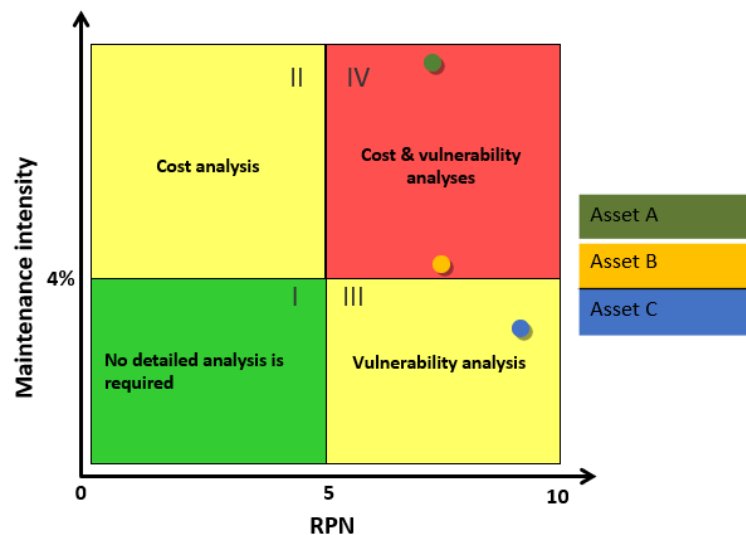 Maintenance intensity
II
IV
Cost analysis
Cost & vulnerability
analyses
4%
I
III
No detailed analysis is
required
Vulnerability analysis
0
5
10
RPN
Asset A
Asset B
Asset C